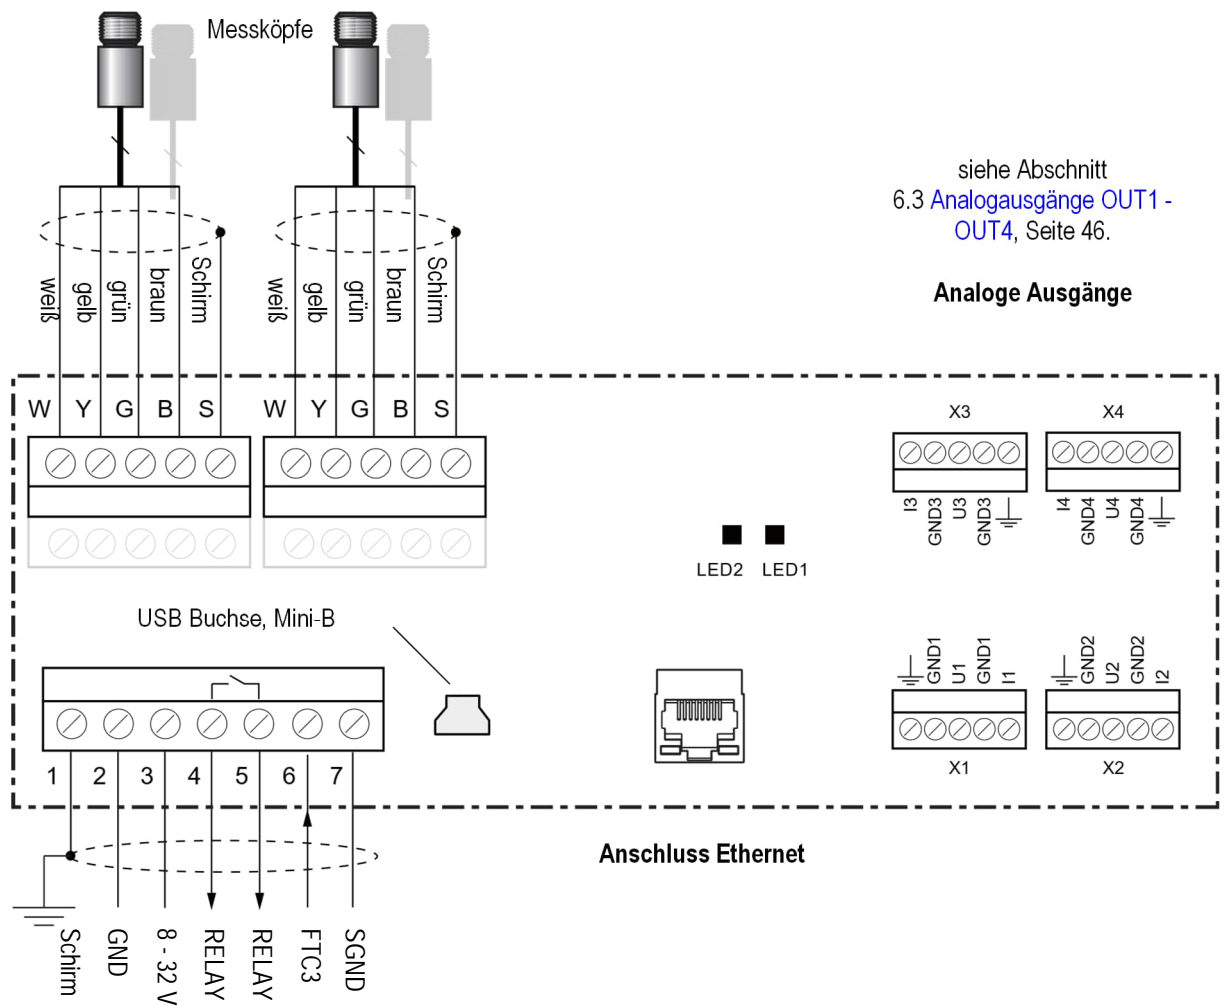 Messköpfe
siehe Abschnitt
6.3 Analogausgänge OUT1 -
OUT4, Seite 46.
Analoge Ausgänge
weiß
gelb
grün
braun
Schirm
weiß
gelb
grün
braun
Schirm
W Y G B S
W Y G B S
X3
X4
I3
GND3
U3
GND3
I4
GND4
U4
GND4
LED2
LED1
USB Buchse, Mini-B
GND1
U1
GND1
I1
GND2
U2
GND2
I2
X1
X2
1 2 3 4 5 6 7
Anschluss Ethernet
Schirm
GND
8 - 32 V
RELAY
RELAY
FTC3
SGND